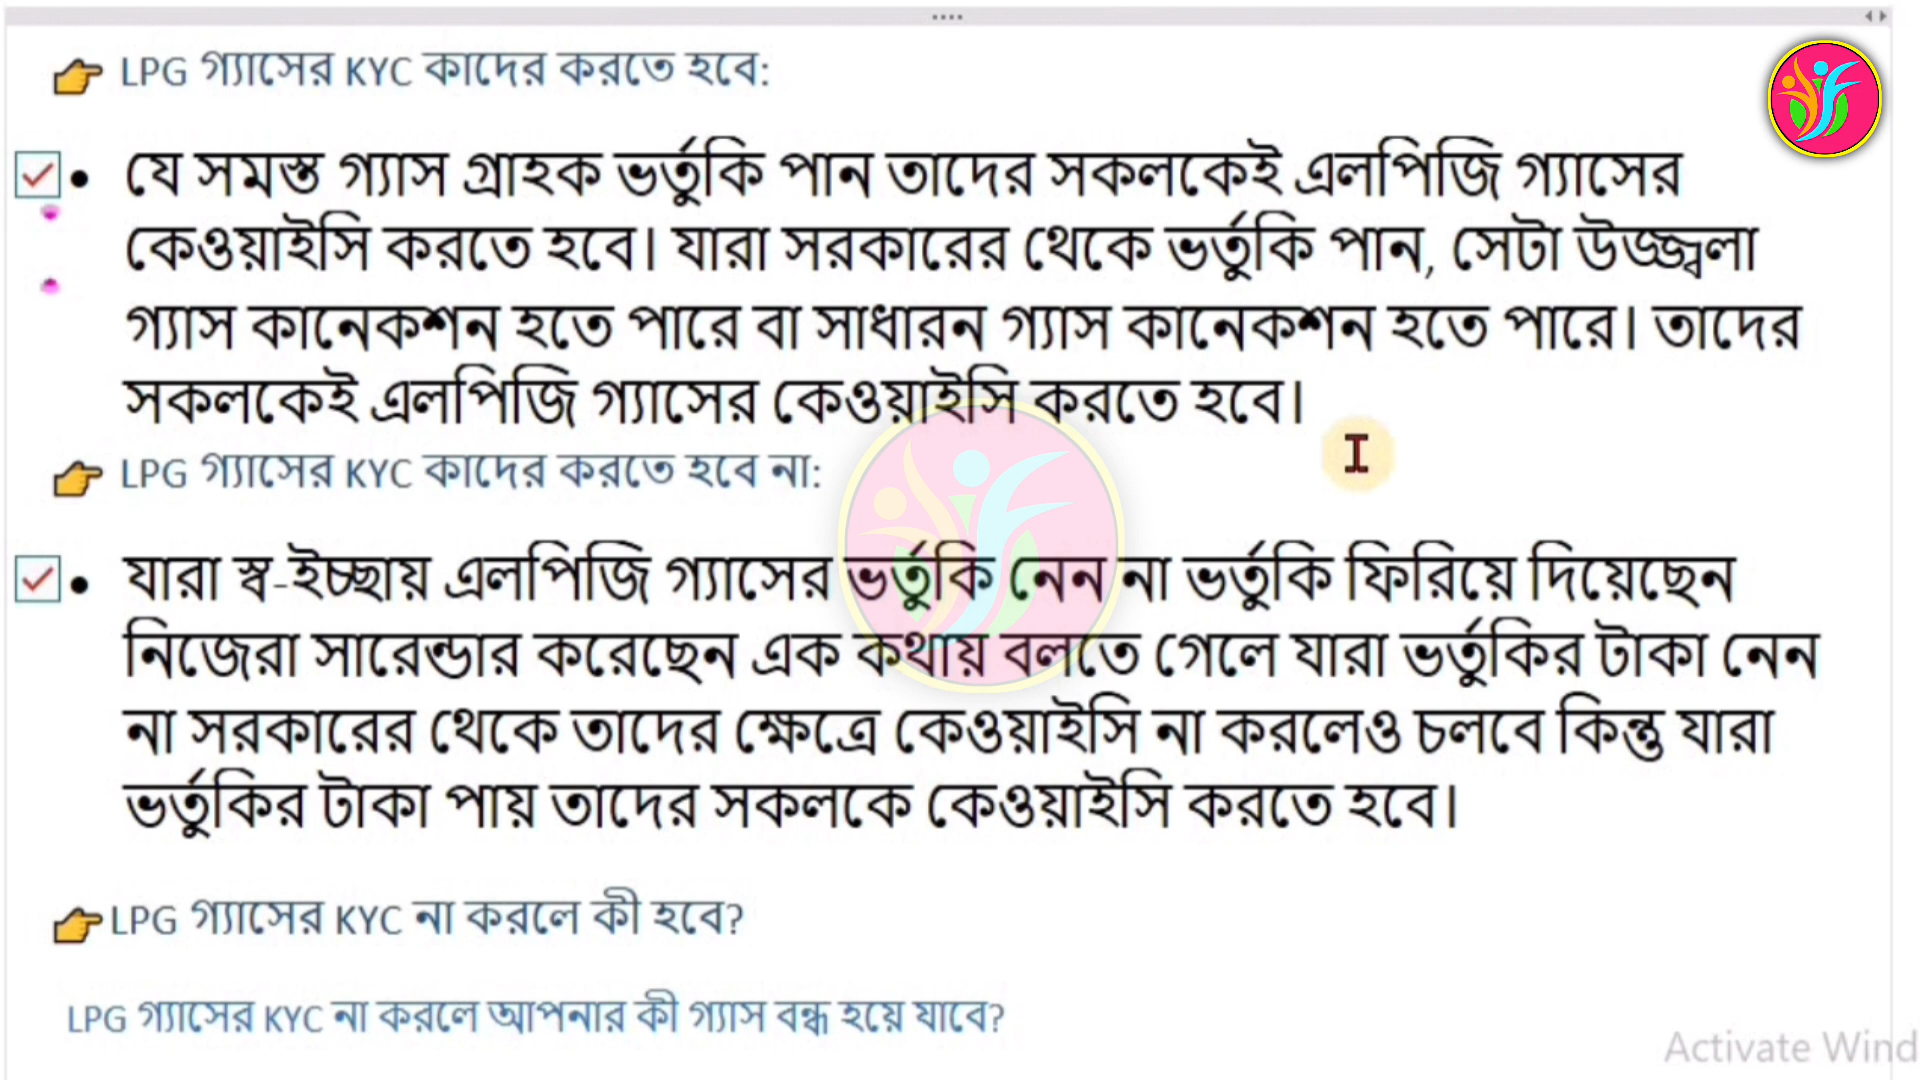 LPG গ্যাসের KYC কাদের করতে হবে:
যে সমস্ত গ্যাস গ্রাহক ভর্তুকি পান তাদের সকলকেই এলপিজি গ্যাসের
কেওয়াইসি করতে হবে। যারা সরকারের থেকে ভর্তুকি পান, সেটা উজ্জ্বলা
গ্যাস কানেকশন হতে পারে বা সাধারন গ্যাস কানেকশন হতে পারে। তাদের
সকলকেই এলপিজি গ্যাসের কেওয়াইসি করতে হবে।
LPG গ্যাসের KYC কাদের করতে হবে না:
যারা স্ব-ইচ্ছায় এলপিজি গ্যাসের ভর্তুকি নেন না ভর্তুকি ফিরিয়ে দিয়েছেন
নিজেরা সারেন্ডার করেছেন এক কথায় বলতে গেলে যারা ভর্তুকির টাকা নেন
না সরকারের থেকে তাদের ক্ষেত্রে কেওয়াইসি না করলেও চলবে কিন্তু যারা
ভর্তুকির টাকা পায় তাদের সকলকে কেওয়াইসি করতে হবে।
LPG গ্যাসের KYC না করলে কী হবে?
LPG গ্যাসের KYC না করলে আপনার কী গ্যাস বন্ধ হয়ে যাবে?
Activate Wind